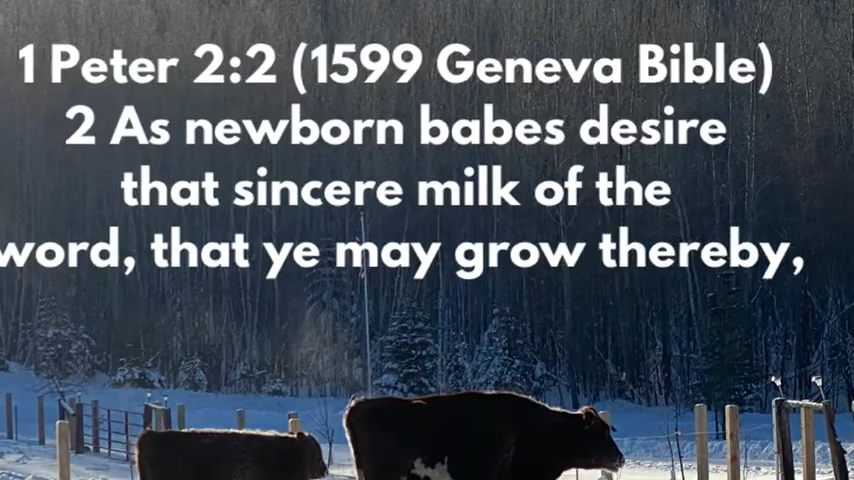 1 Peter 2:2 (1599 Geneva Bible)
2 As newborn babes desire
that sincere milk of the
word, that ye may grow thereby,